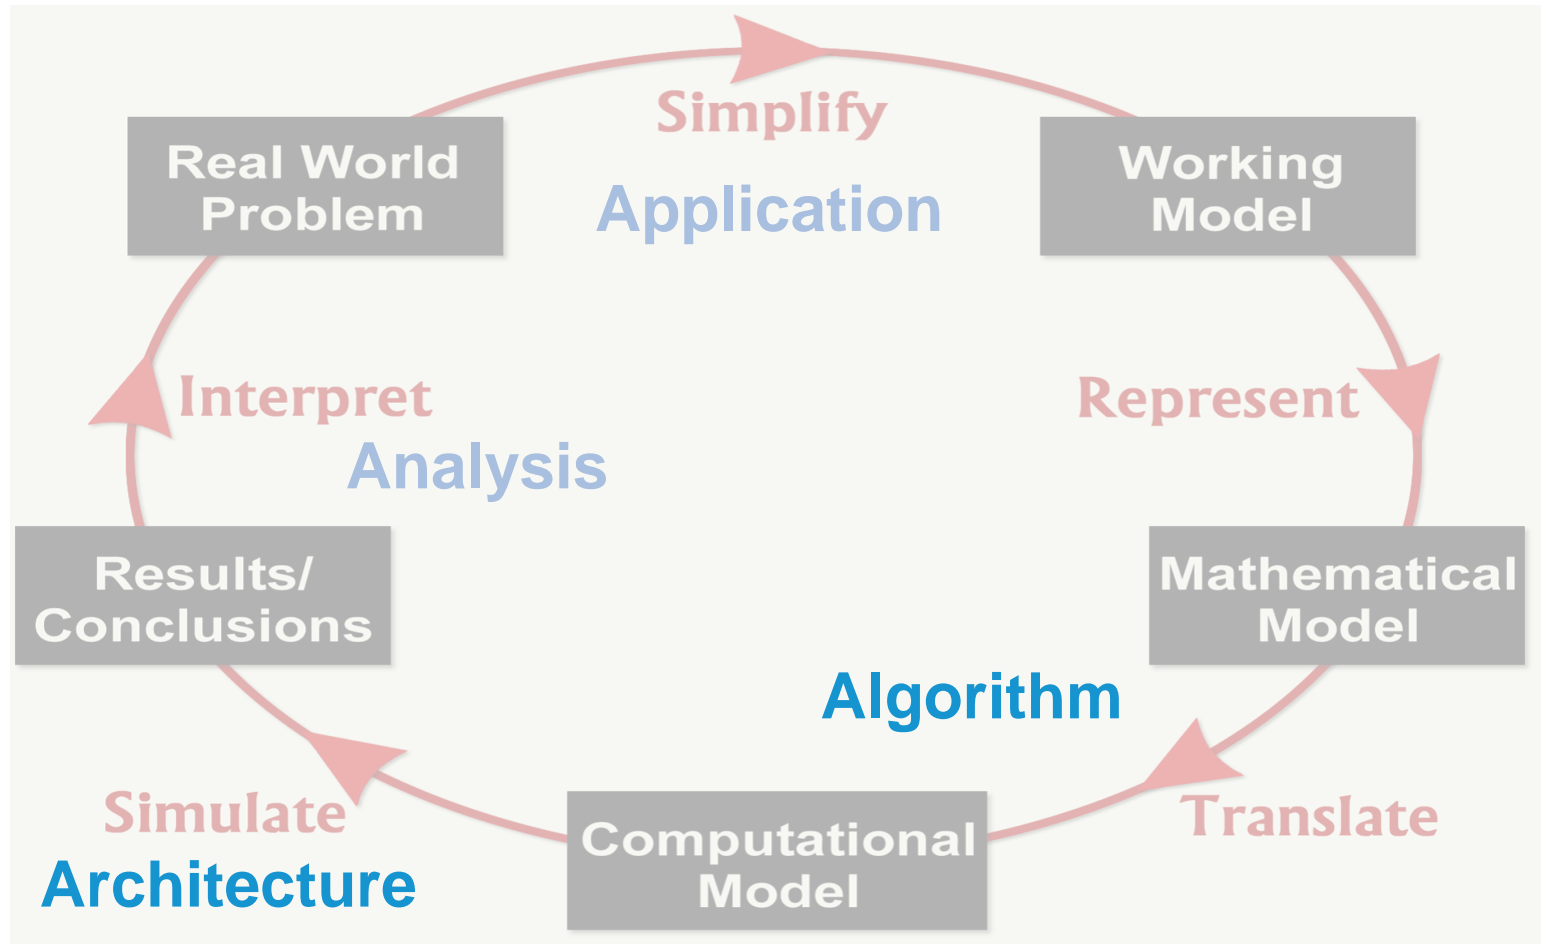 Simplify
Real World
Problem
Working
Model
Application
Interpret
Represent
Analysis
Results/
Conclusions
Mathematical
Model
Algorithm
Simulate
Translate
Computational
Model
Architecture